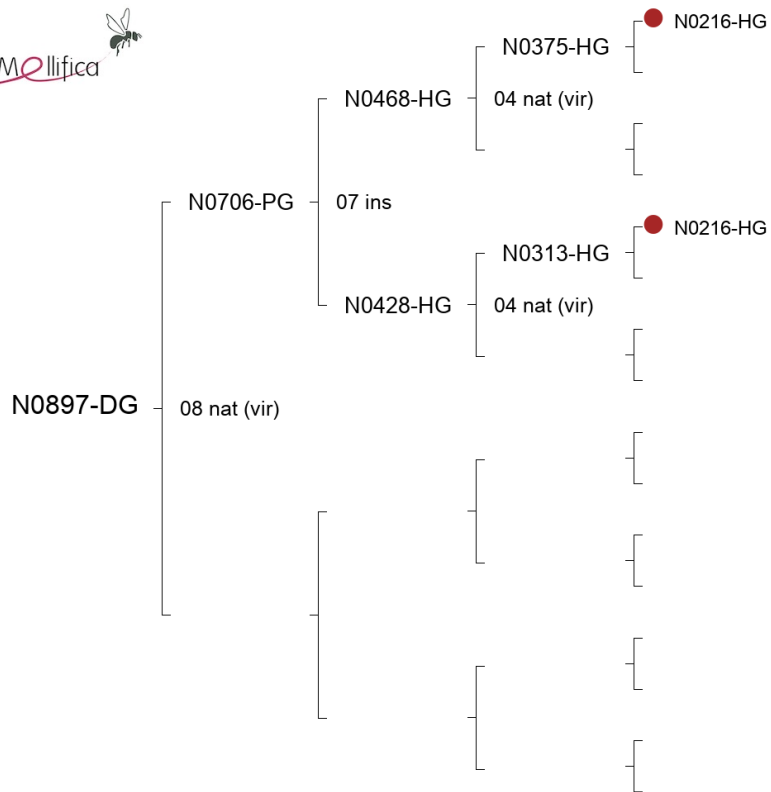 Mellifica
N0216-HG
N0375-HG
N0468-HG
04 nat (vir)
N0706-PG
07 ins
N0216-HG
N0313-HG
N0428-HG
04 nat (vir)
N0897-DG
08 nat (vir)